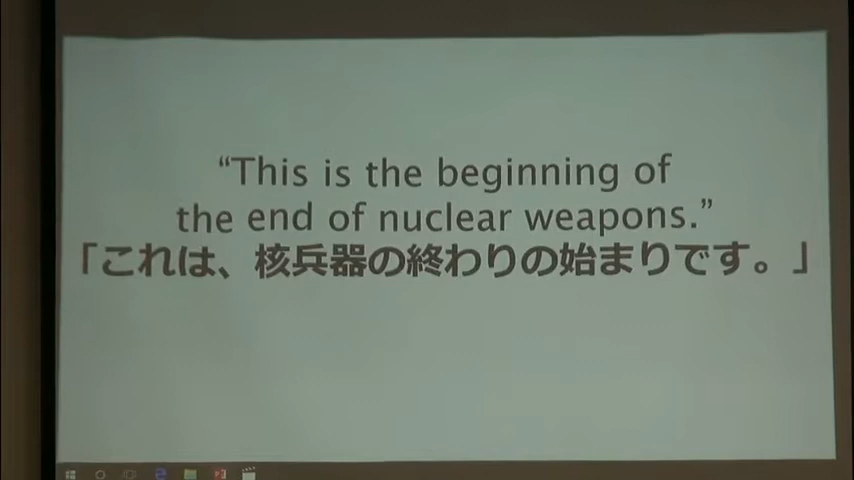 “This is the beginning of
the end of nuclear weapons.”
「これは、核兵器の終わりの始まりです。」